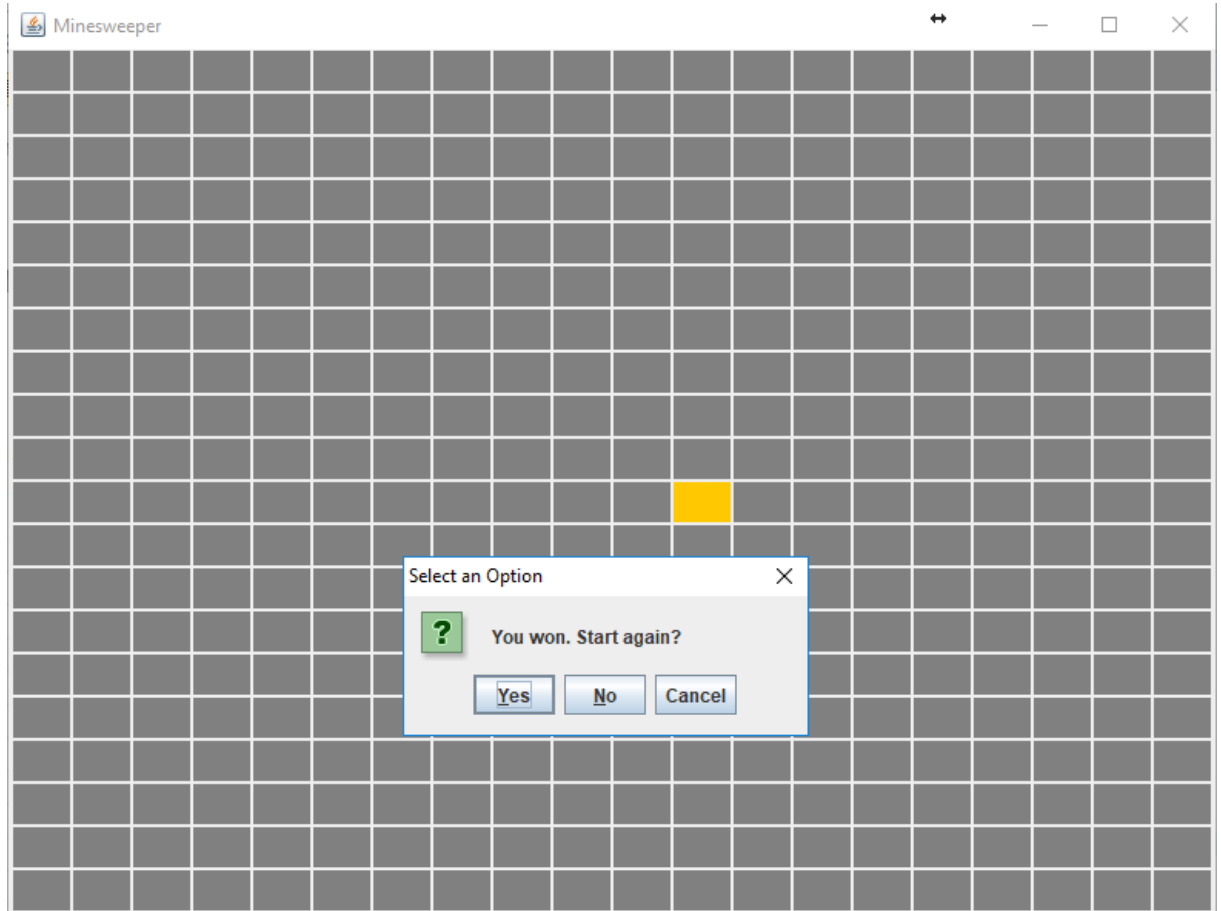 Minesweeper
Select an Option
?
You won. Start again?
Yes No Cancel